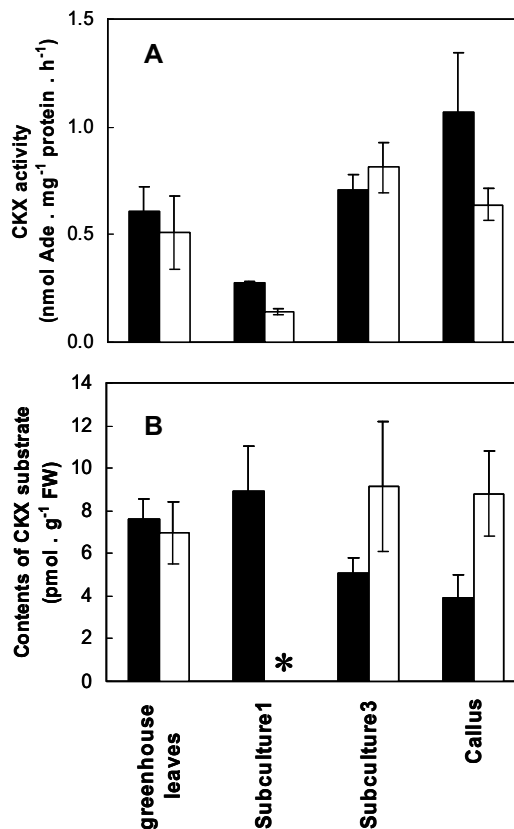 A
CKX activity
(nmol Ade . mg⁻¹ protein . h⁻¹)
1.5
1.0
0.5
0.0
B
Contents of CKX substrate
(pmol . g⁻¹ FW)
14
12
10
8
6
4
2
0
*
greenhouse
leaves
Subculture1
Subculture3
Callus